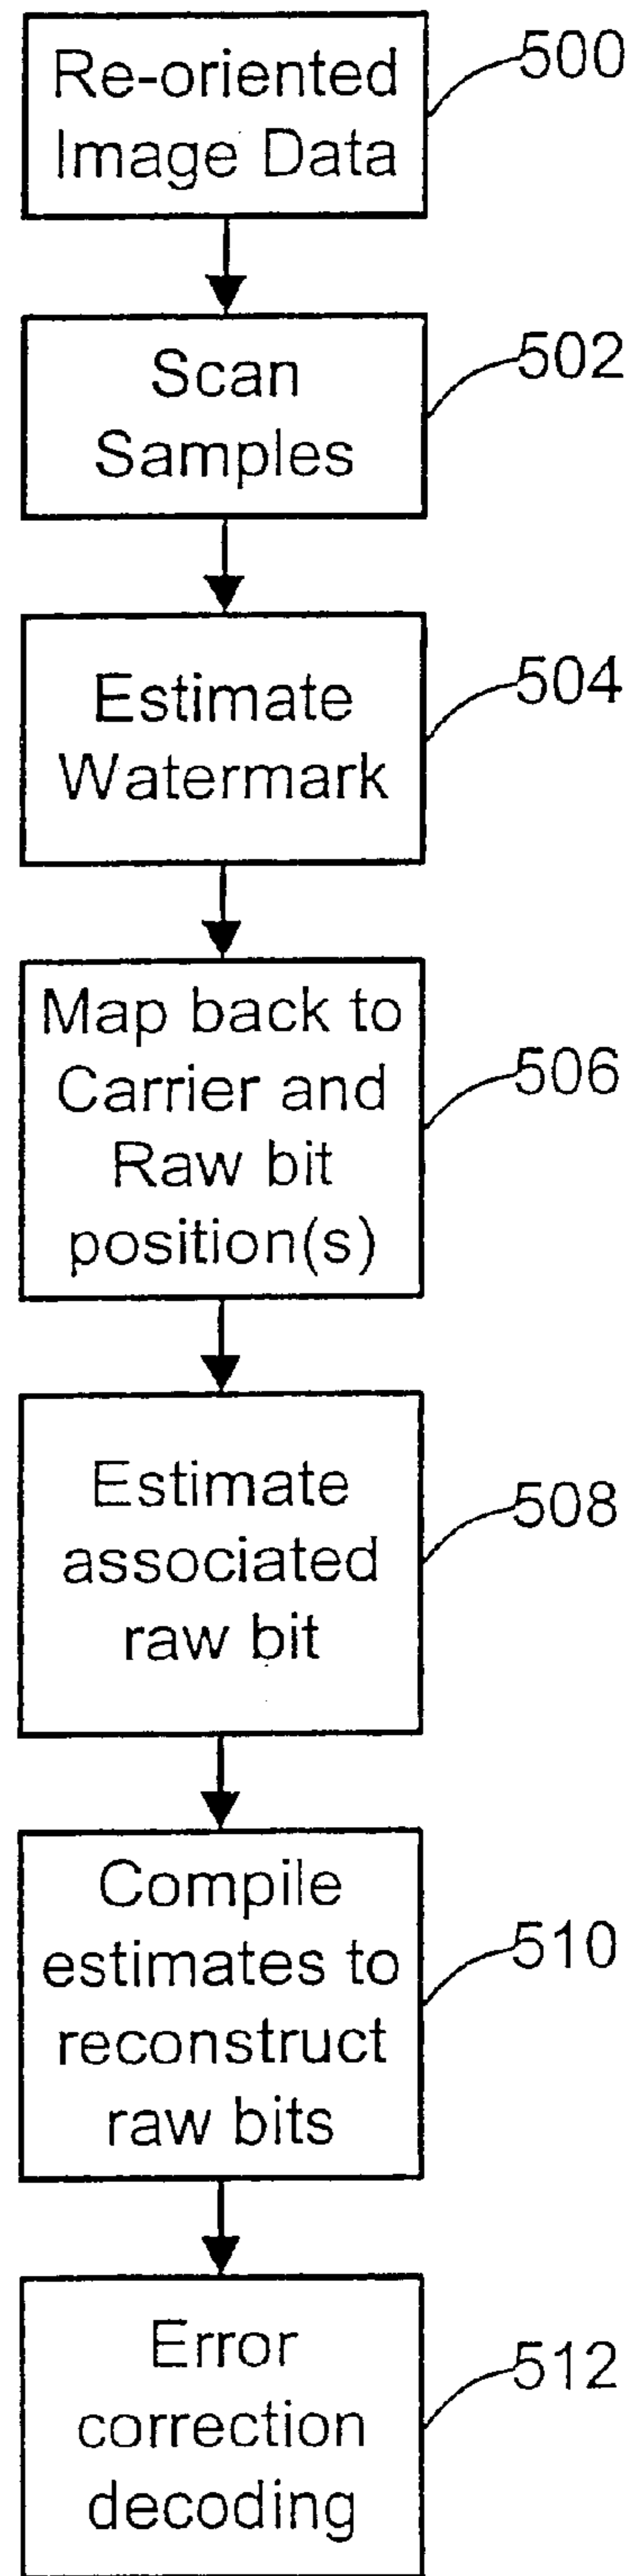 Re-oriented
Image Data
500
Scan
Samples
502
Estimate
Watermark
504
Map back to
Carrier and
Raw bit
position(s)
506
Estimate
associated
raw bit
508
Compile
estimates to
reconstruct
raw bits
510
Error
correction
decoding
512